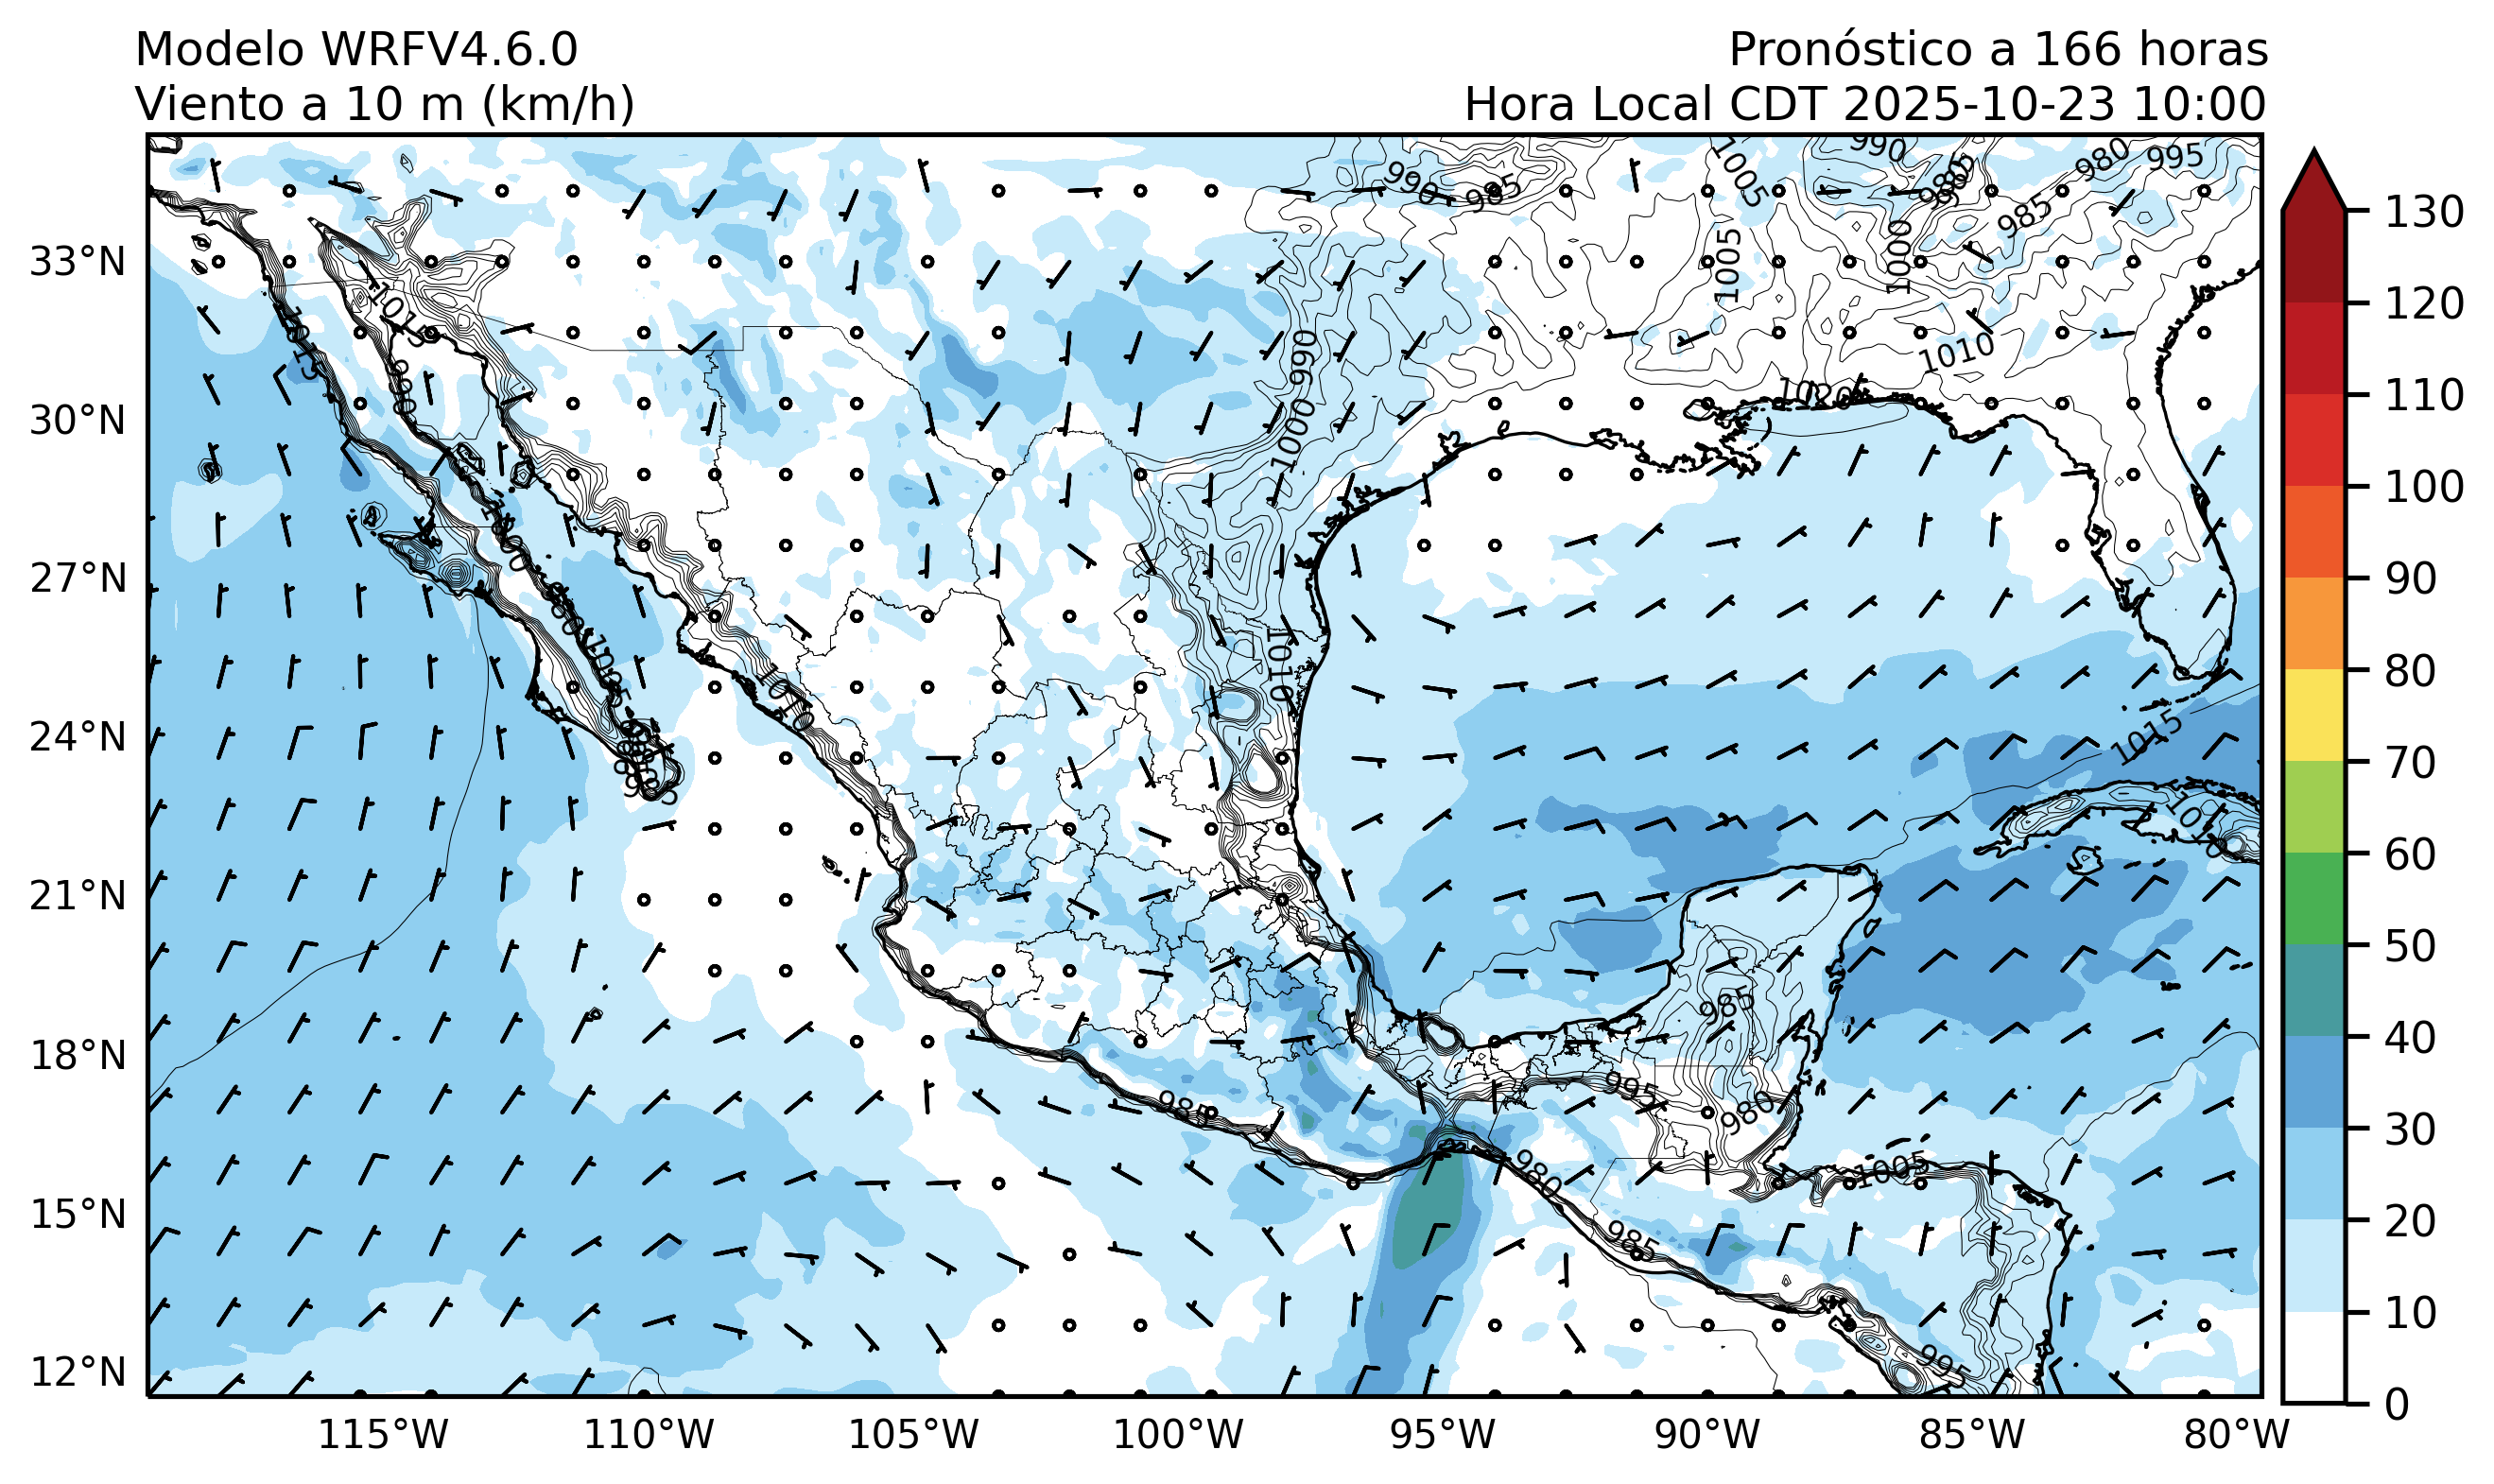 Modelo WRFV4.6.0
Pronóstico a 166 horas
Viento a 10 m (km/h)
Hora Local CDT 2025-10-23 10:00
33°N
30°N
27°N
24°N
21°N
18°N
15°N
12°N
115°W
110°W
105°W
100°W
95°W
90°W
85°W
80°W
130
120
110
100
90
80
70
60
50
40
30
20
10
0
990
985
1005
990
980
995
985
1005
1000
1015
1015
990
1010
1020
1000
1010
1010
1015
985
980
995
985
980
985
1005
995